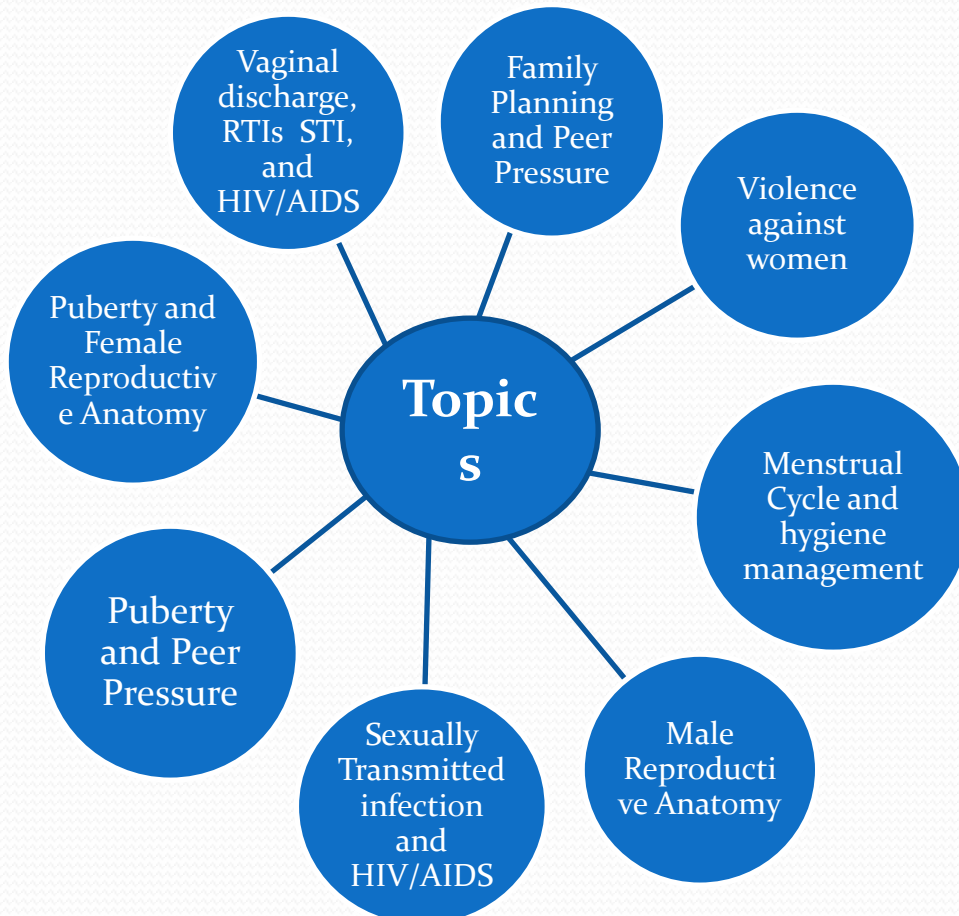 Vaginal
discharge,
RTIs STI,
and
HIV/AIDS
Family
Planning
and Peer
Pressure
Violence
against
women
Puberty and
Female
Reproductiv
e Anatomy
Topic
s
Menstrual
Cycle and
hygiene
management
Puberty
and Peer
Pressure
Sexually
Transmitted
infection
and
HIV/AIDS
Male
Reproducti
ve Anatomy